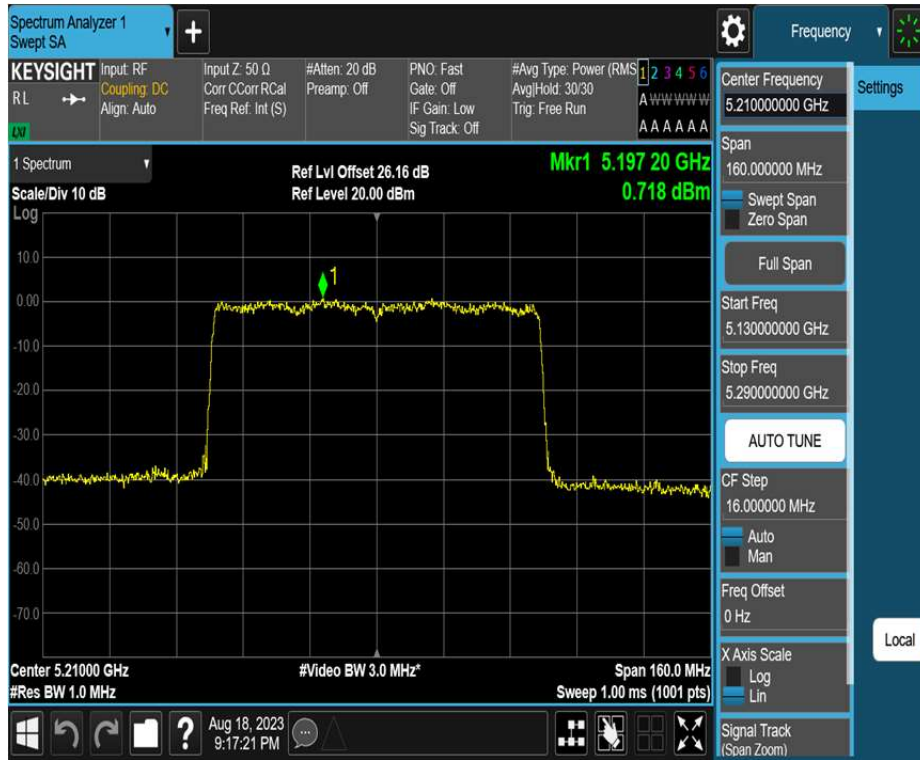 Spectrum Analyzer 1
Swept SA
+
Frequency
KEYSIGHT
R L
LXI
Input: RF
Coupling: DC
Align: Auto
Input Z: 50 Ω
Corr CCorr RCal
Freq Ref: Int (S)
#Atten: 20 dB
Preamp: Off
PNO: Fast
Gate: Off
IF Gain: Low
Sig Track: Off
#Avg Type: Power (RMS
Avg|Hold: 30/30
Trig: Free Run
1 2 3 4 5 6
A W W W W W
A A A A A A
1 Spectrum
Scale/Div 10 dB
Log
Ref Lvl Offset 26.16 dB
Ref Level 20.00 dBm
Mkr1 5.197 20 GHz
0.718 dBm
1
10.0
0.00
-10.0
-20.0
-30.0
-40.0
-50.0
-60.0
-70.0
Center 5.21000 GHz
#Res BW 1.0 MHz
#Video BW 3.0 MHz*
Span 160.0 MHz
Sweep 1.00 ms (1001 pts)
?
Aug 18, 2023
9:17:21 PM
Center Frequency
5.210000000 GHz
Span
160.000000 MHz
Swept Span
Zero Span
Full Span
Start Freq
5.130000000 GHz
Stop Freq
5.290000000 GHz
AUTO TUNE
CF Step
16.000000 MHz
Auto
Man
Freq Offset
0 Hz
X Axis Scale
Log
Lin
Signal Track
(Span Zoom)
Settings
Local